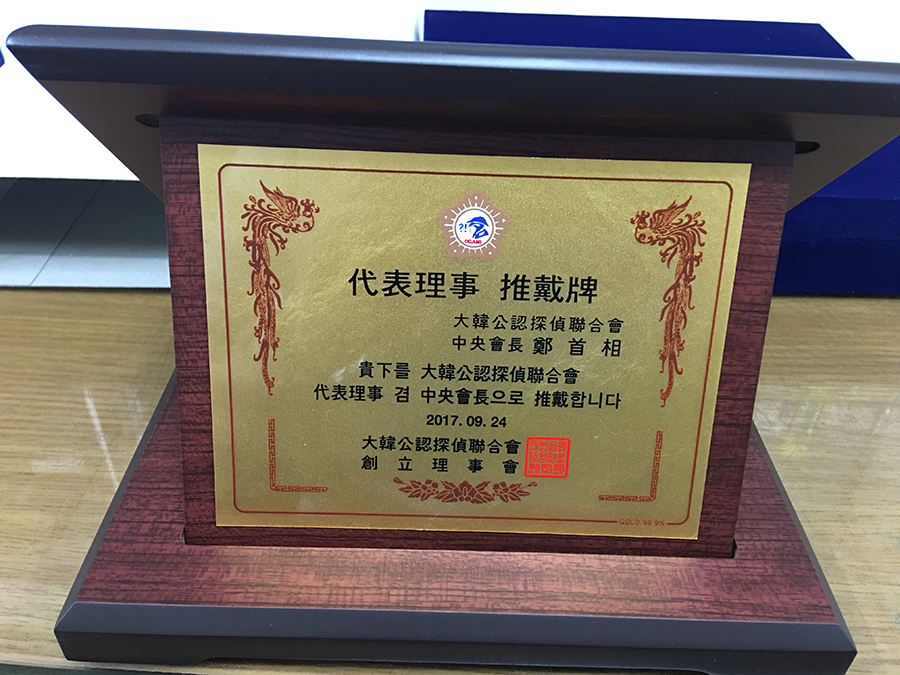 ?!
代表理事 推戴牌
大韓公認探偵聯合會
中央會長 鄭首相
貴下를 大韓公認探偵聯合會
代表理事 겸 中央會長으로 推戴합니다
2017. 09. 24
大韓公認探偵聯合會
創立理事會
GOLD 99.9%